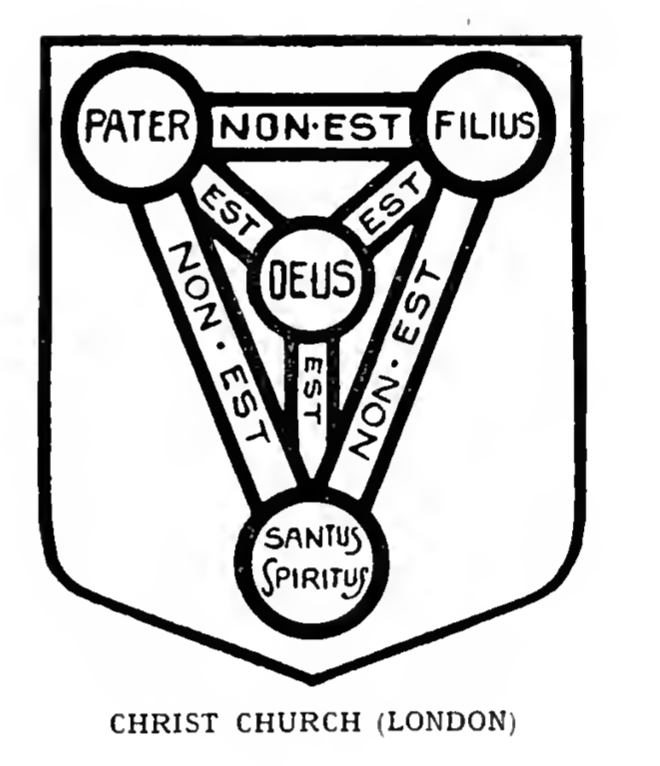 PATER
NON·EST
FILIUS
EST
EST
DEUS
NON·EST
EST
NON·EST
SANTUS
SPIRITUS
CHRIST CHURCH (LONDON)